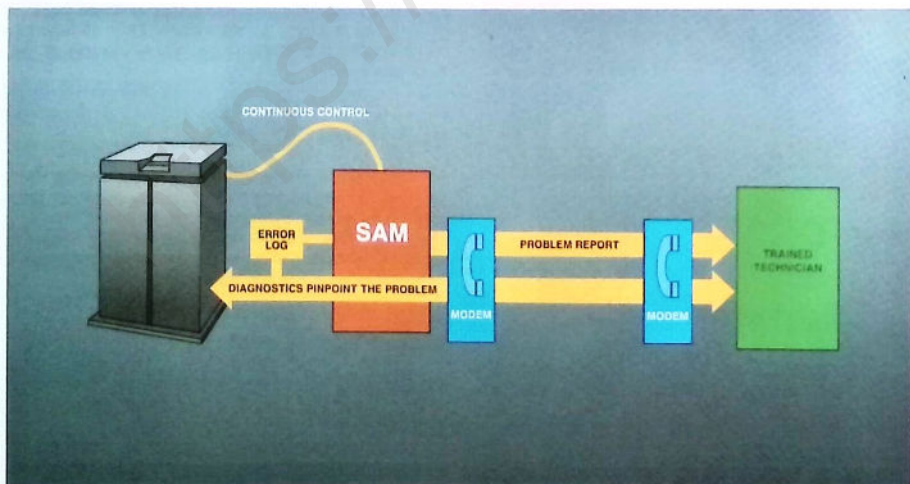 CONTINUOUS CONTROL
ERROR
LOG
SAM
PROBLEM REPORT
TRAINED
TECHNICIAN
DIAGNOSTICS PINPOINT THE PROBLEM
MODEM
MODEM